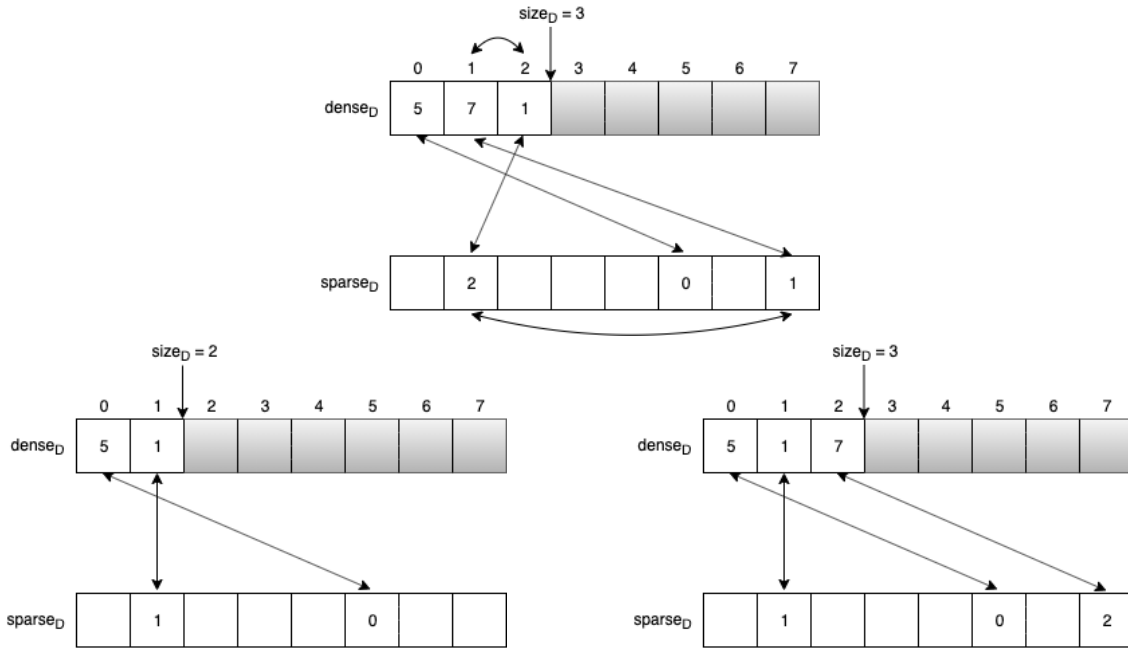 size_D = 3
0 1 2 3 4 5 6 7
dense_D 5 7 1
sparse_D 2 0 1
size_D = 2
0 1 2 3 4 5 6 7
dense_D 5 1
sparse_D 1 0
size_D = 3
0 1 2 3 4 5 6 7
dense_D 5 1 7
sparse_D 1 0 2